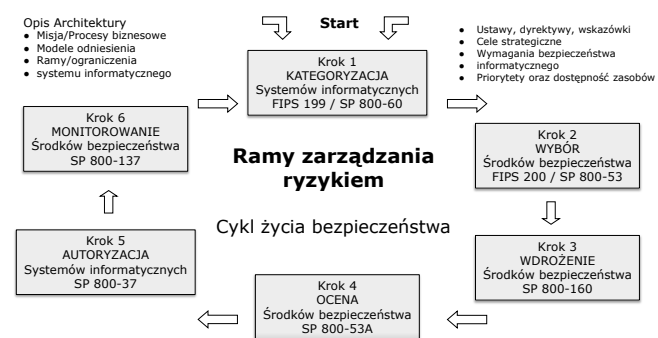 Opis Architektury
• Misja/Procesy biznesowe
• Modele odniesienia
• Ramy/ograniczenia
• systemu informatycznego
Start
• Ustawy, dyrektywy, wskazówki
• Cele strategiczne
• Wymagania bezpieczeństwa
• informatycznego
• Priorytety oraz dostępność zasobów
Krok 1
KATEGORYZACJA
Systemów informatycznych
FIPS 199 / SP 800-60
Krok 6
MONITOROWANIE
Środków bezpieczeństwa
SP 800-137
Krok 2
WYBÓR
Środków bezpieczeństwa
FIPS 200 / SP 800-53
Ramy zarządzania
ryzykiem
Cykl życia bezpieczeństwa
Krok 5
AUTORYZACJA
Systemów informatycznych
SP 800-37
Krok 3
WDROŻENIE
Środków bezpieczeństwa
SP 800-160
Krok 4
OCENA
Środków bezpieczeństwa
SP 800-53A